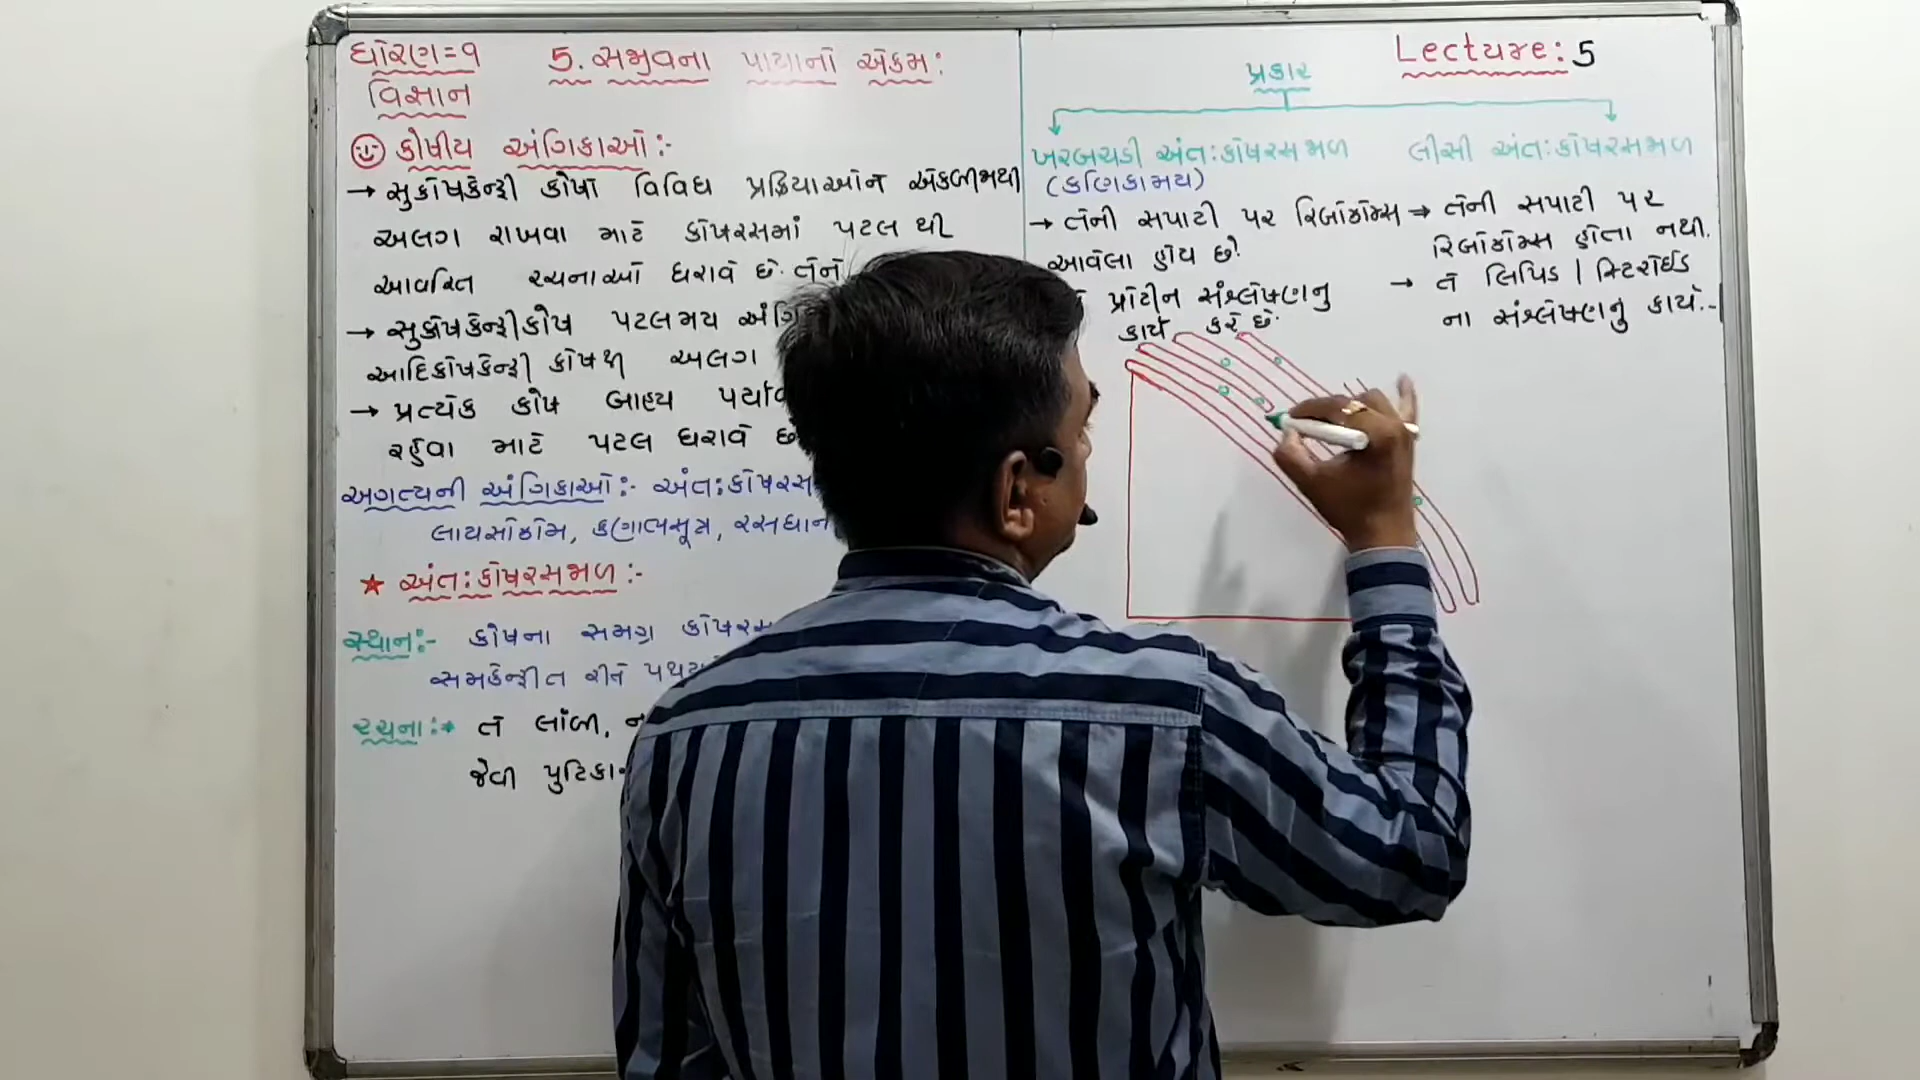 ધોરણ=૧
વિજ્ઞાન
5. સજીવના પાયાનો એકમ:
Lecture: 5
કોષીય અંગિકાઓ:-
→ સુકોષકેન્દ્રી કોષો વિવિધ પ્રક્રિયાઓને એકબીજાથી
અલગ રાખવા માટે કોષરસમાં પટલ થી
આવરિત રચનાઓ ધરાવે છે. તેને
→ સુકોષકેન્દ્રીકોષ પટલમય
આદિકોષકેન્દ્રી કોષથી અલગ
→ પ્રત્યેક કોષ બાહ્ય
રહેવા માટે પટલ ધરાવે છે
અગત્યની અંગિકાઓ:- અંત:કોષરસ
લાયસોઝોમ, કણાભસૂત્ર, રસધાન
★ અંત:કોષરસજાળ:-
સ્થાન:- કોષના સમગ્ર કોષરસ
સમકેન્દ્રીત રીતે
રચના:* તે લાંબી,
જેવી પુટિકા
પ્રકાર
ખરબચડી અંત:કોષરસજાળ
(કણિકામય)
→ તેની સપાટી પર રિબોઝોમ્સ
આવેલા હોય છે.
પ્રોટીન સંશ્લેષણનુ
કાર્ય કરે છે.
લીસી અંત:કોષરસજાળ
→ તેની સપાટી પર
રિબોઝોમ્સ હોતા નથી.
→ તે લિપિડ | સ્ટિરોઈડ
ના સંશ્લેષણનુ કાર્ય.-